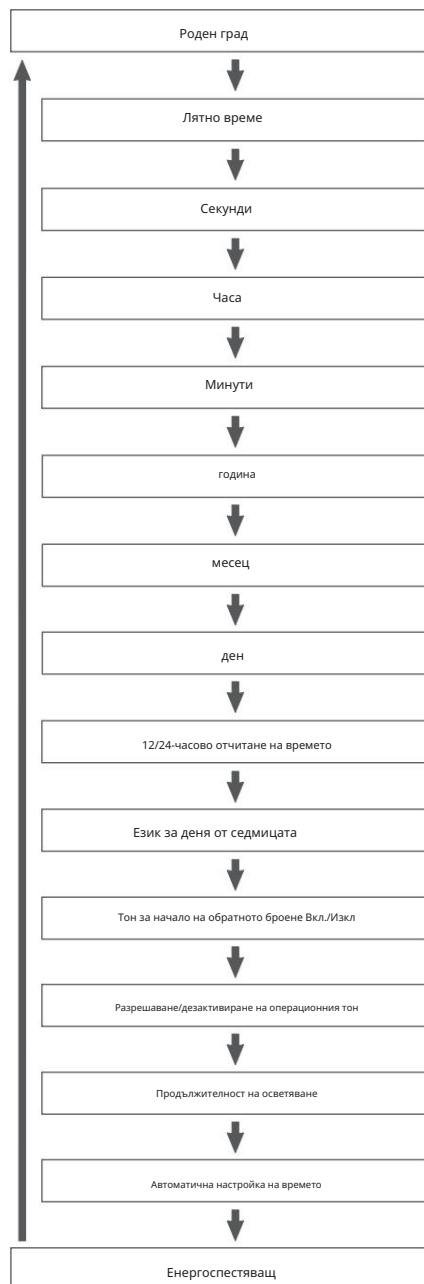 Роден град
Лятно време
Секунди
Часа
Минути
година
месец
ден
12/24-часово отчитане на времето
Език за деня от седмицата
Тон за начало на обратното броене Вкл./Изкл
Разрешаване/дезактивиране на операционния тон
Продължителност на осветяване
Автоматична настройка на времето
Енергоспестяващ